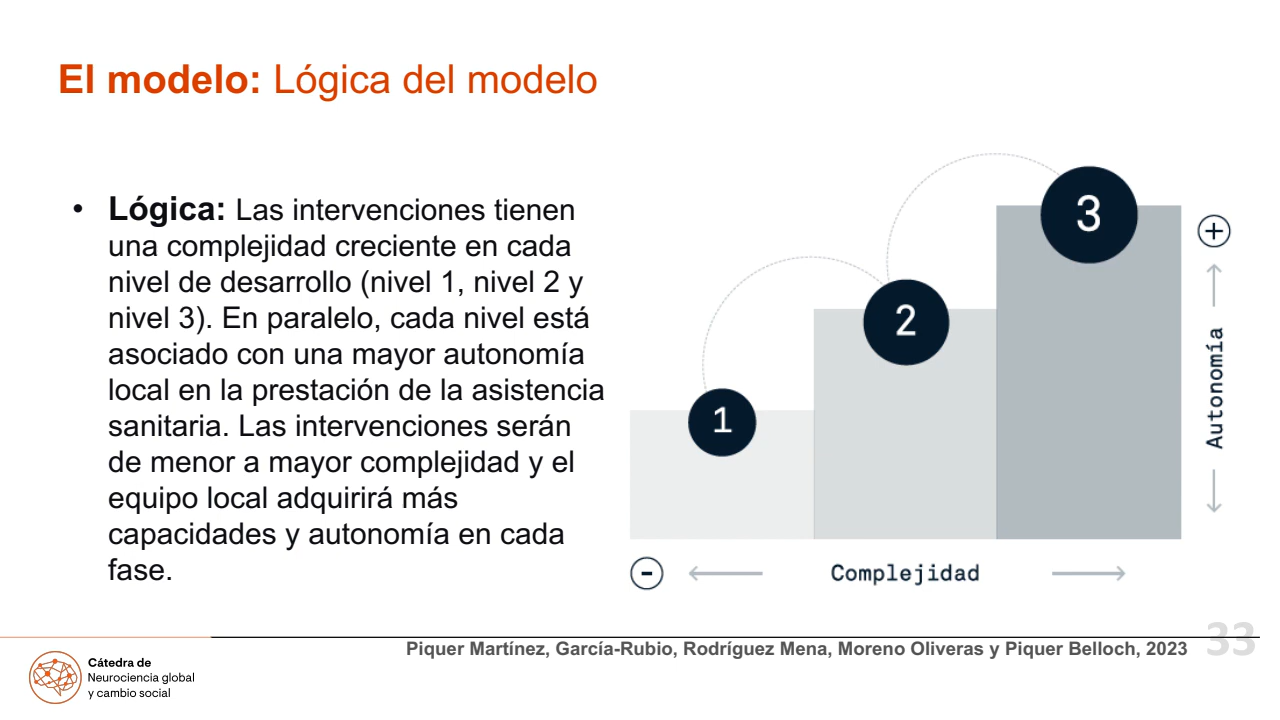 El modelo: Lógica del modelo
• Lógica: Las intervenciones tienen
una complejidad creciente en cada
nivel de desarrollo (nivel 1, nivel 2 y
nivel 3). En paralelo, cada nivel está
asociado con una mayor autonomía
local en la prestación de la asistencia
sanitaria. Las intervenciones serán
de menor a mayor complejidad y el
equipo local adquirirá más
capacidades y autonomía en cada
fase.
1
2
3
+
Autonomía
-
Complejidad
Piquer Martínez, García-Rubio, Rodríguez Mena, Moreno Oliveras y Piquer Belloch, 2023
33
Cátedra de
Neurociencia global
y cambio social